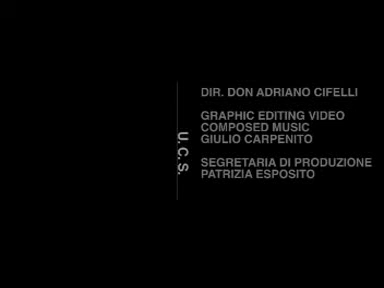 U.C.S.
DIR. DON ADRIANO CIFELLI
GRAPHIC EDITING VIDEO
COMPOSED MUSIC
GIULIO CARPENITO
SEGRETARIA DI PRODUZIONE
PATRIZIA ESPOSITO